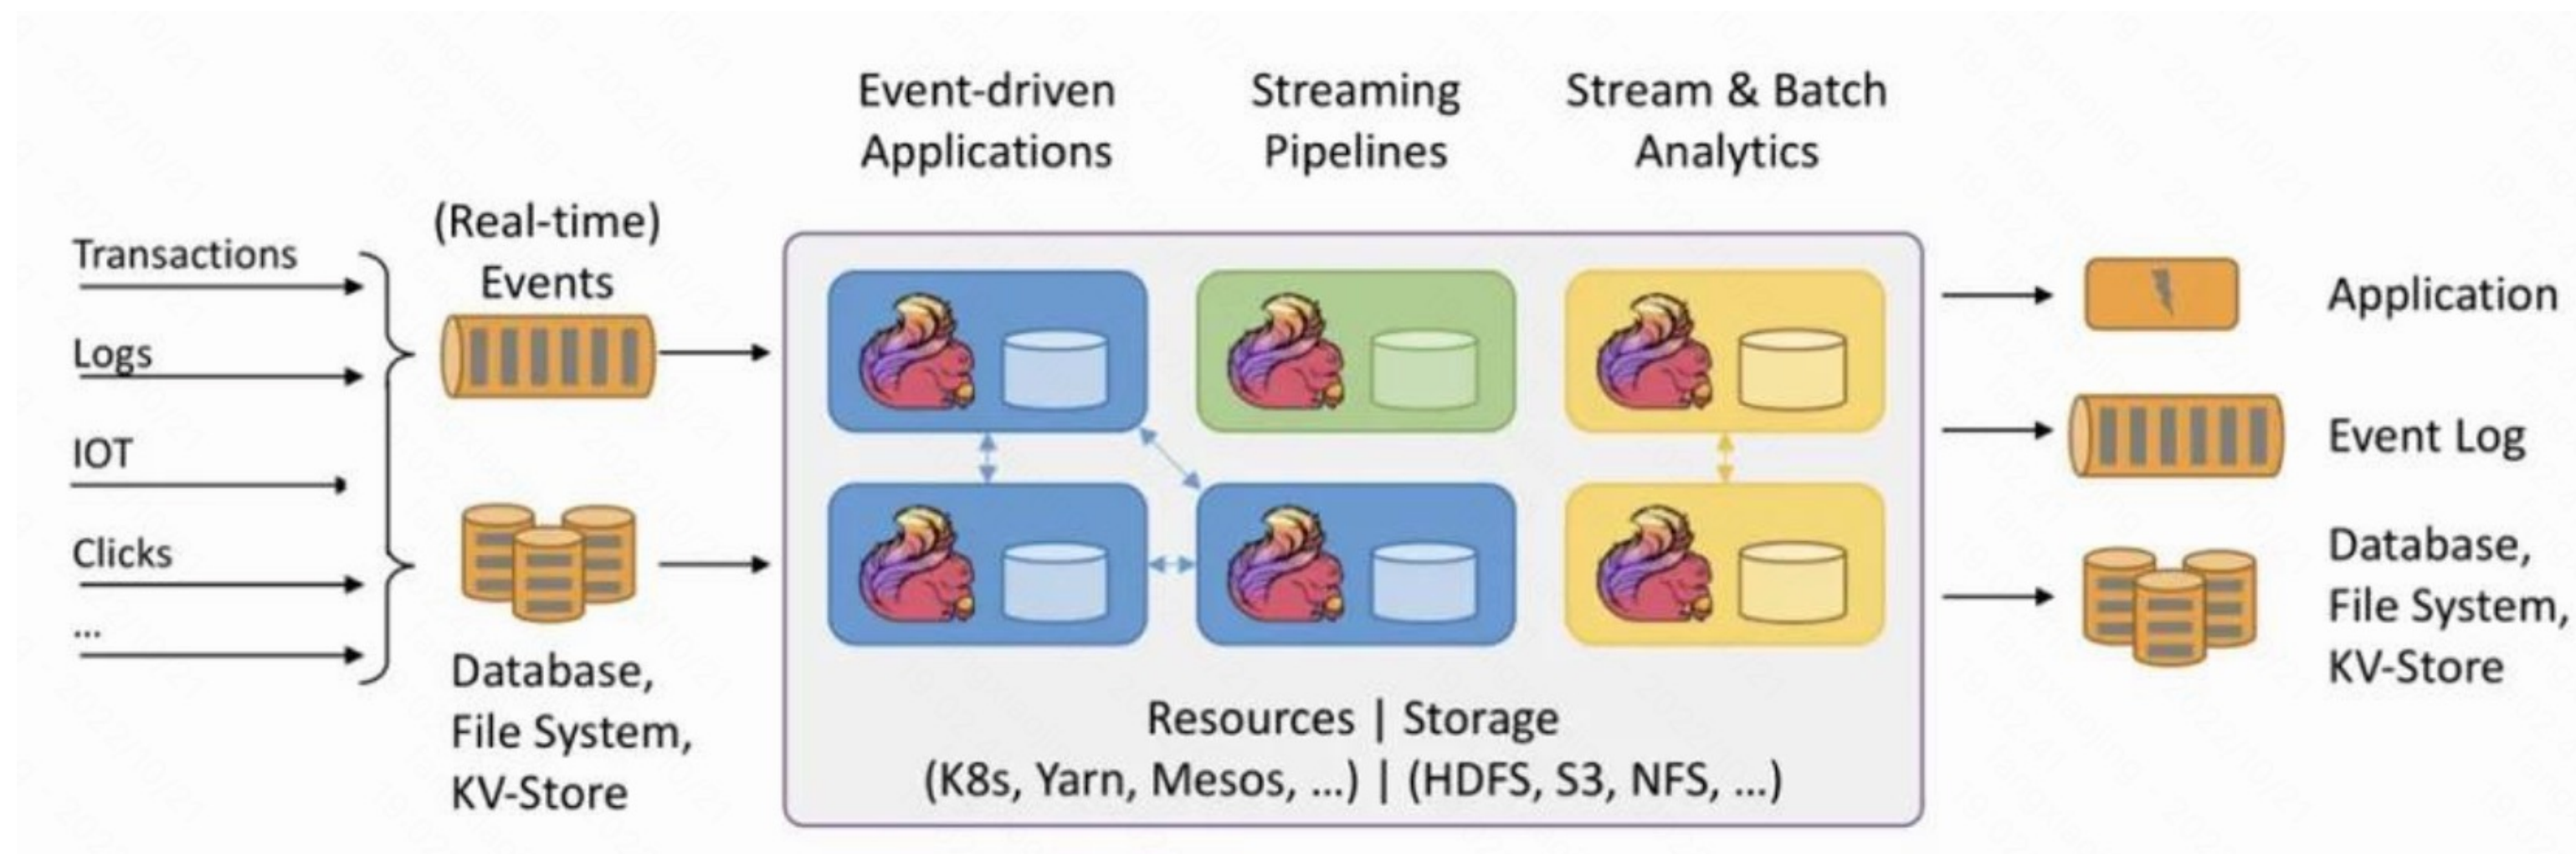 Event-driven
Applications
Streaming
Pipelines
Stream & Batch
Analytics
(Real-time)
Events
Transactions
Logs
IOT
Clicks
...
Database,
File System,
KV-Store
Resources | Storage
(K8s, Yarn, Mesos, ...) | (HDFS, S3, NFS, ...)
Application
Event Log
Database,
File System,
KV-Store